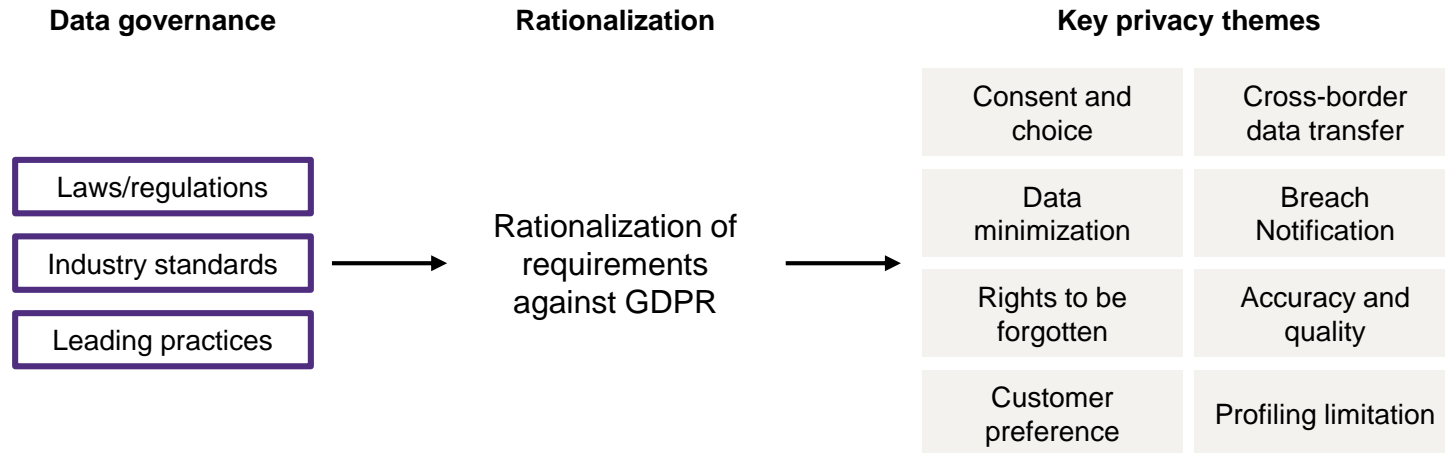 Data governance
Rationalization
Key privacy themes
Laws/regulations
Industry standards
Leading practices
Rationalization of
requirements
against GDPR
Consent and
choice
Cross-border
data transfer
Data
minimization
Breach
Notification
Rights to be
forgotten
Accuracy and
quality
Customer
preference
Profiling limitation